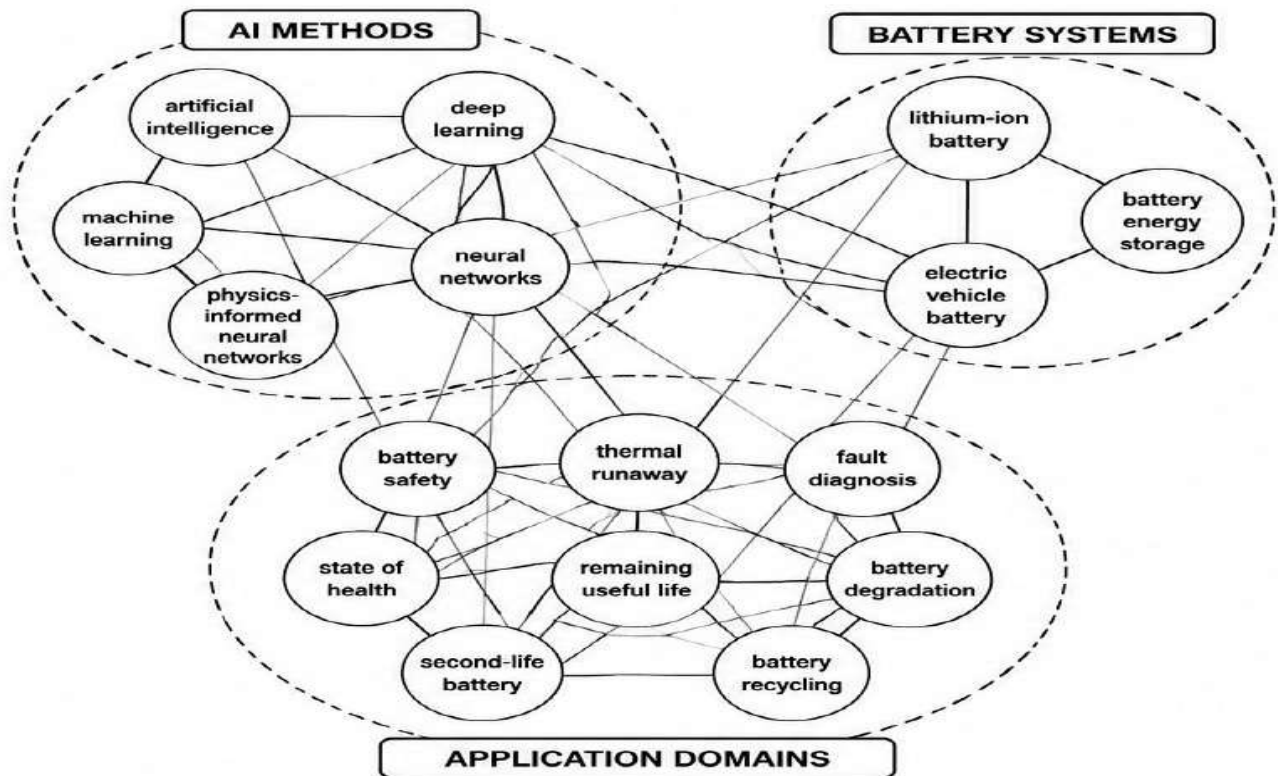 AI METHODS
BATTERY SYSTEMS
artificial
intelligence
deep
learning
lithium-ion
battery
machine
learning
battery
energy
storage
neural
networks
electric
vehicle
battery
physics-
informed
neural
networks
battery
safety
thermal
runaway
fault
diagnosis
state of
health
remaining
useful life
battery
degradation
second-life
battery
battery
recycling
APPLICATION DOMAINS